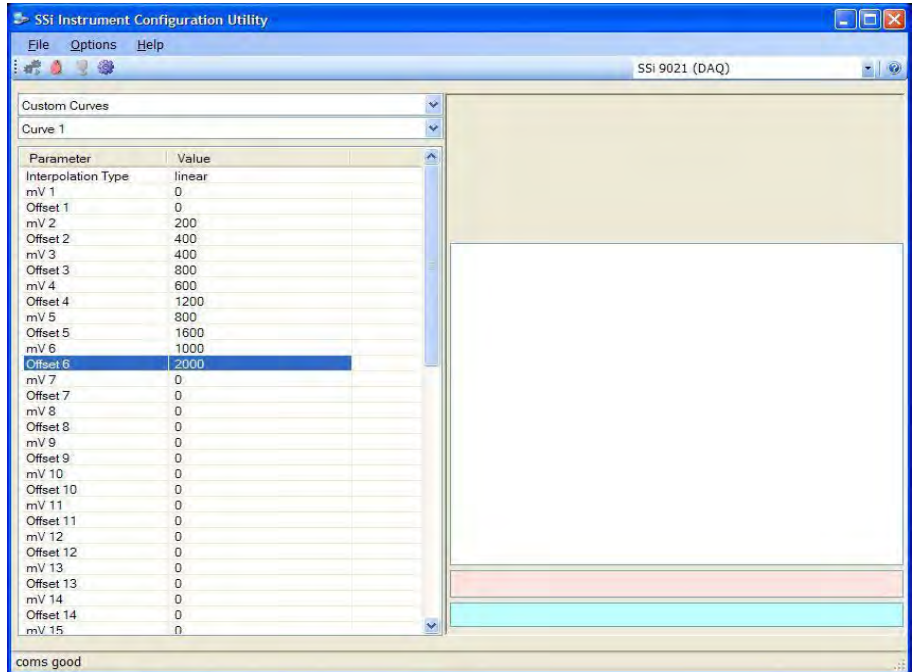 SSi Instrument Configuration Utility
File Options Help
SSi 9021 (DAQ)
Custom Curves
Curve 1
Parameter Value
Interpolation Type linear
mV 1 0
Offset 1 0
mV 2 200
Offset 2 400
mV 3 400
Offset 3 800
mV 4 600
Offset 4 1200
mV 5 800
Offset 5 1600
mV 6 1000
Offset 6 2000
mV 7 0
Offset 7 0
mV 8 0
Offset 8 0
mV 9 0
Offset 9 0
mV 10 0
Offset 10 0
mV 11 0
Offset 11 0
mV 12 0
Offset 12 0
mV 13 0
Offset 13 0
mV 14 0
Offset 14 0
mV 15 0
coms good